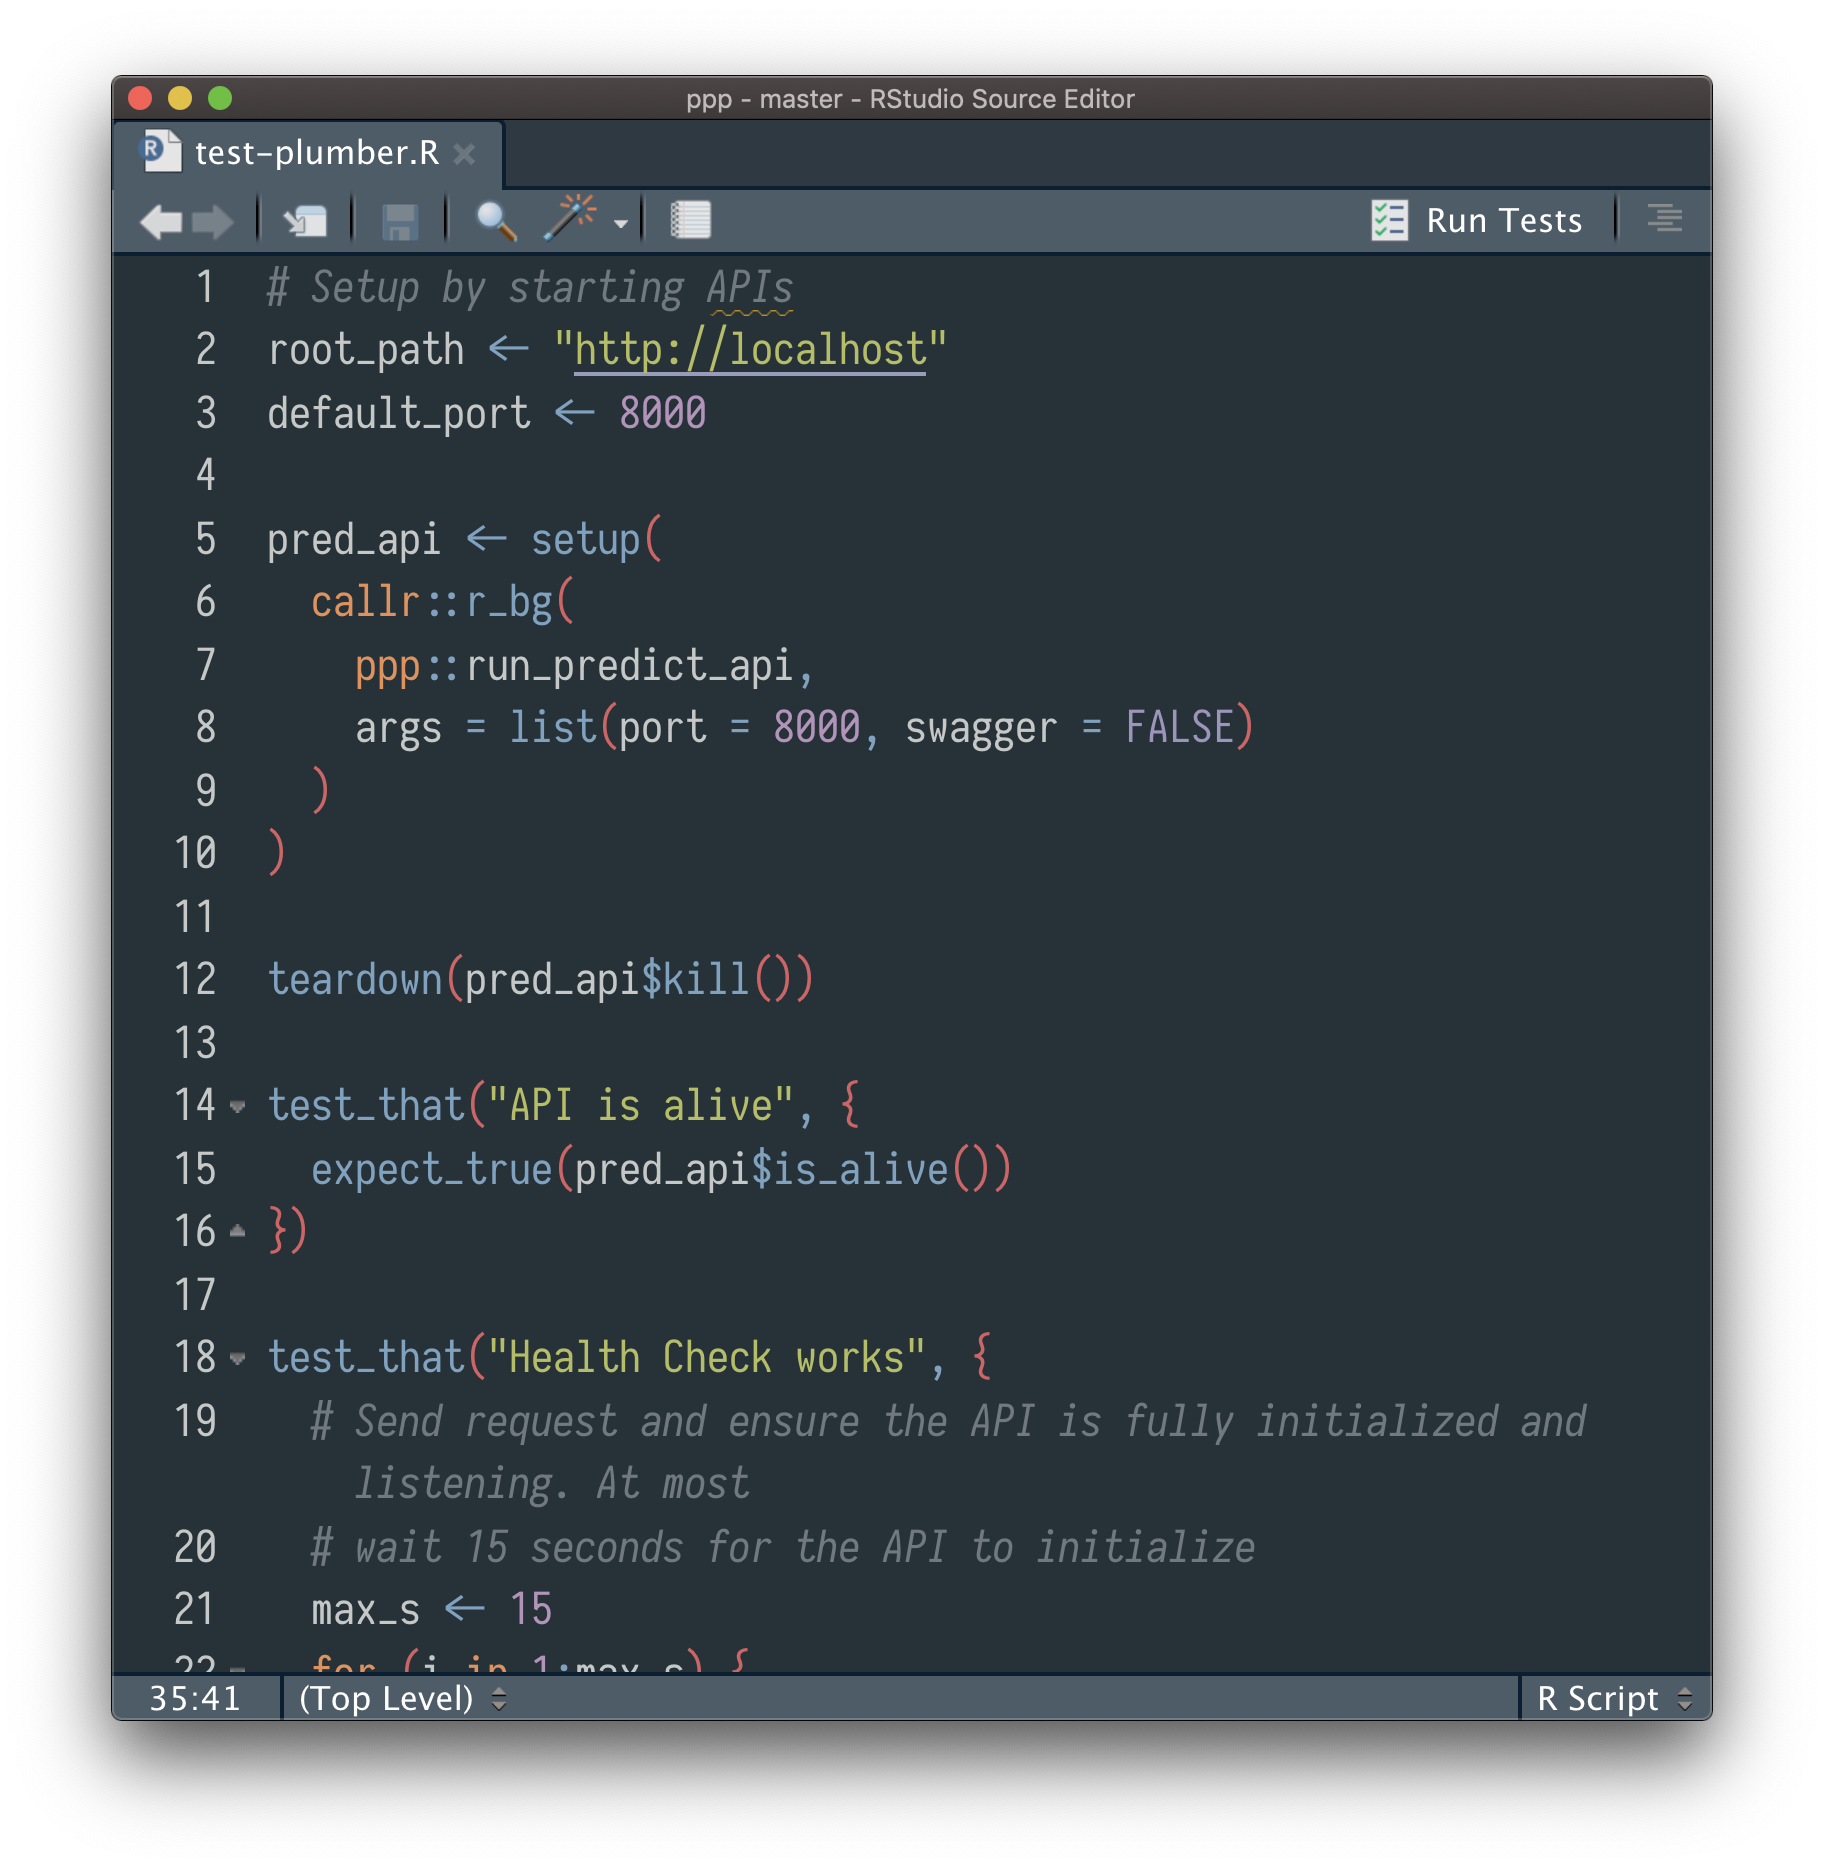 ppp - master - RStudio Source Editor
test-plumber.R
Run Tests
1 # Setup by starting APIs
2 root_path <- "http://localhost"
3 default_port <- 8000
4
5 pred_api <- setup(
6 callr::r_bg(
7 ppp::run_predict_api,
8 args = list(port = 8000, swagger = FALSE)
9 )
10 )
11
12 teardown(pred_api$kill())
13
14 test_that("API is alive", {
15 expect_true(pred_api$is_alive())
16 })
17
18 test_that("Health Check works", {
19 # Send request and ensure the API is fully initialized and
listening. At most
20 # wait 15 seconds for the API to initialize
21 max_s <- 15
22 for (i in 1:max_s) {
35:41 (Top Level) R Script